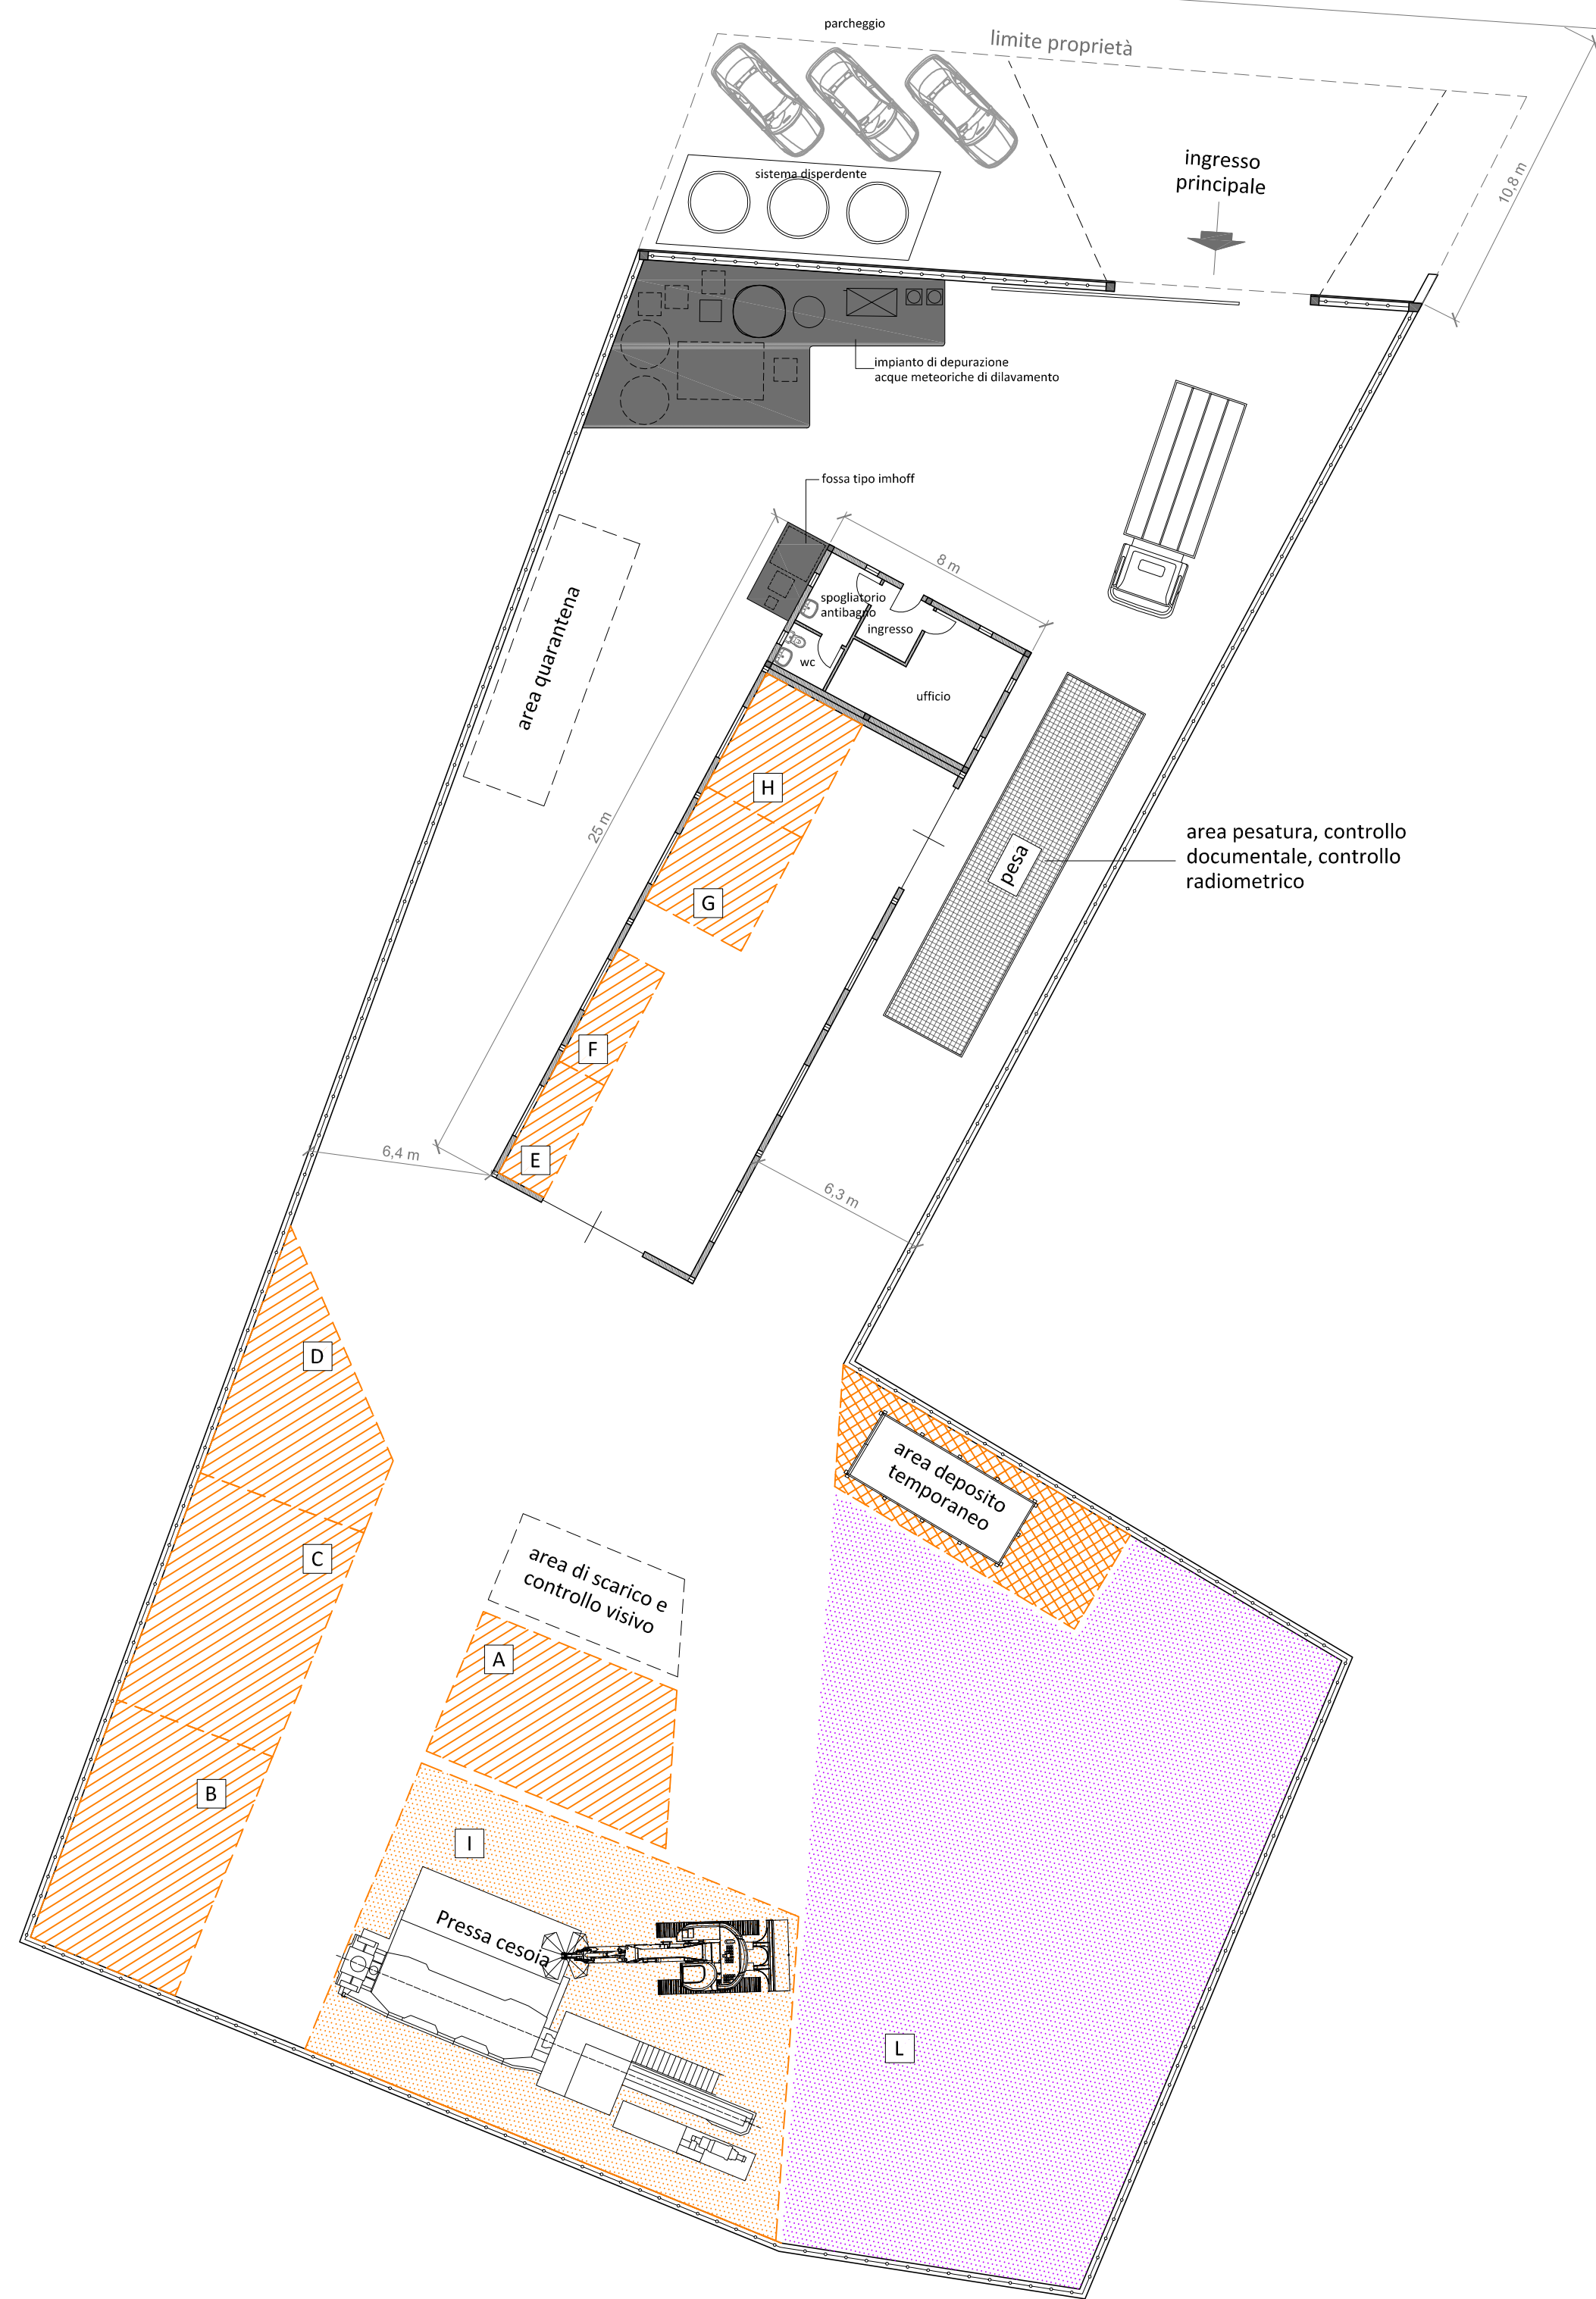 parcheggio
limite proprietà
sistema disperdente
ingresso
principale
10,8 m
impianto di depurazione
acque meteoriche di dilavamento
fossa tipo imhoff
8 m
spogliatorio
antibagno
ingresso
wc
ufficio
area quarantena
H
25 m
pesa
area pesatura, controllo
documentale, controllo
radiometrico
G
F
E
6,4 m
6,3 m
D
area deposito
temporaneo
C
area di scarico e
controllo visivo
A
B
I
Pressa cesoia
L